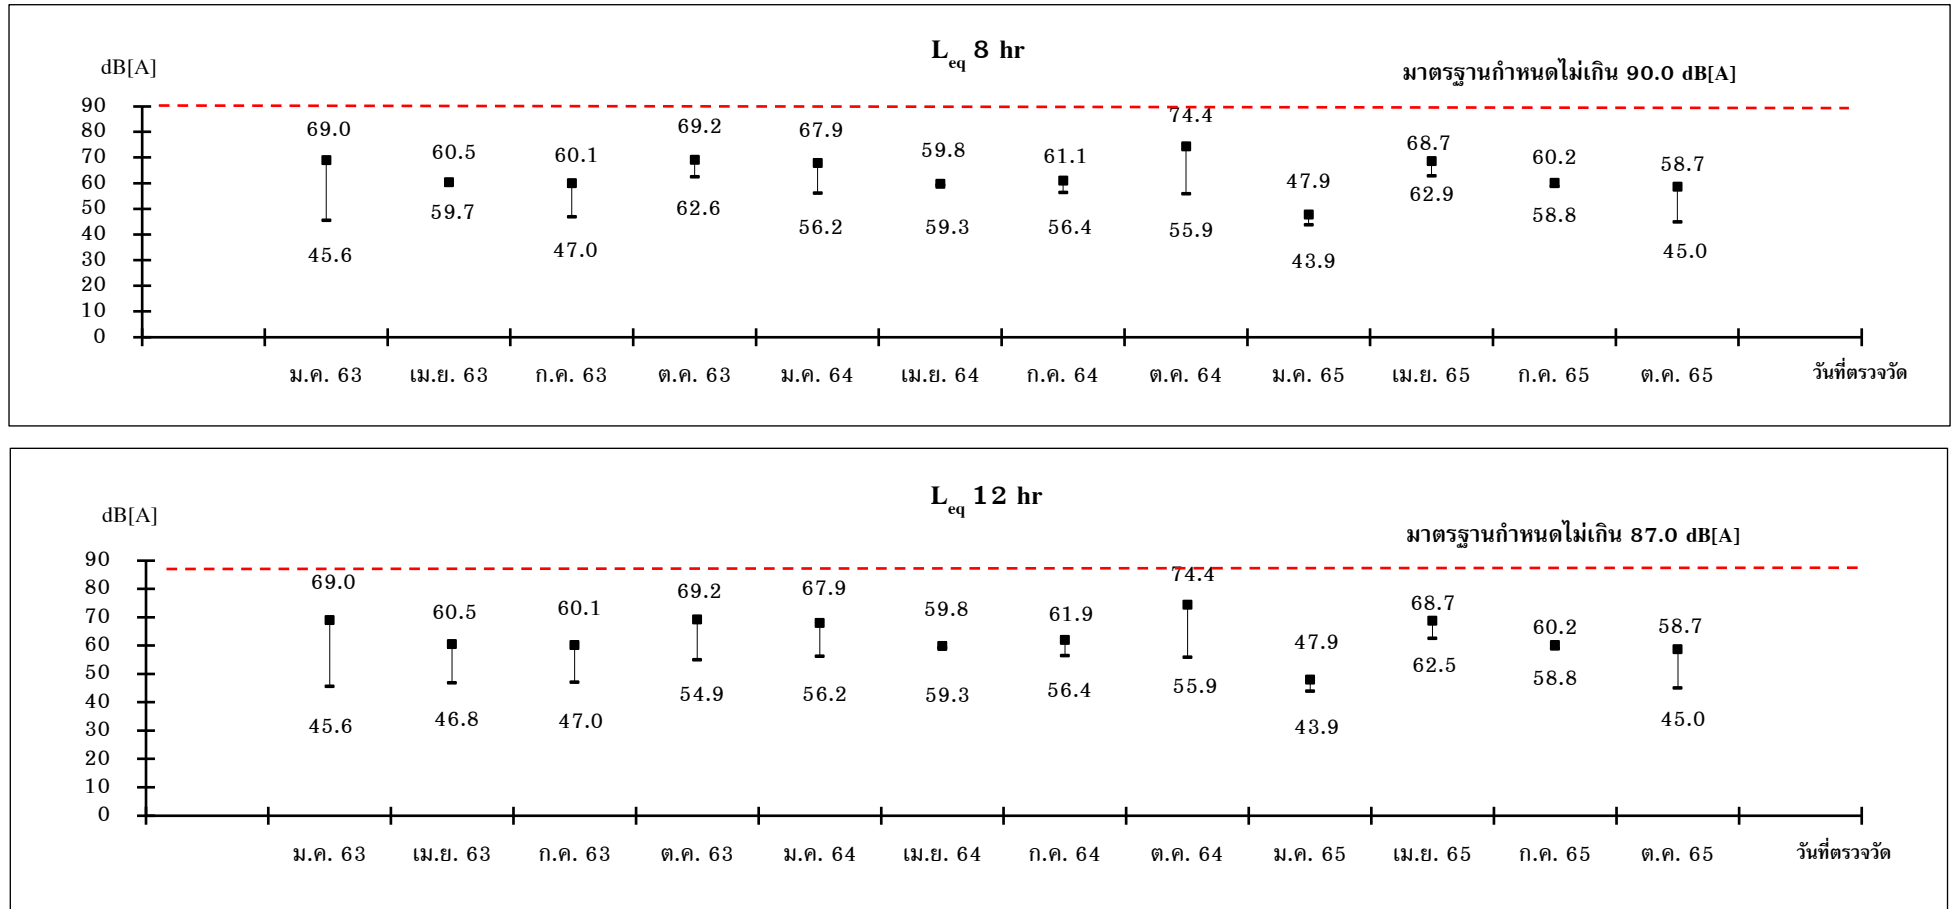 L eq 8 hr
dB[A]
มาตรฐานกำหนดไม่เกิน 90.0 dB[A]
90
80
70
60
50
40
30
20
10
0
69.0 60.5 60.1 69.2 67.9 59.8 61.1 74.4 47.9 68.7 60.2 58.7
45.6 59.7 47.0 62.6 56.2 59.3 56.4 55.9 43.9 62.9 58.8 45.0
ม.ค. 63 เม.ย. 63 ก.ค. 63 ต.ค. 63 ม.ค. 64 เม.ย. 64 ก.ค. 64 ต.ค. 64 ม.ค. 65 เม.ย. 65 ก.ค. 65 ต.ค. 65 วันที่ตรวจวัด
L eq 12 hr
dB[A]
มาตรฐานกำหนดไม่เกิน 87.0 dB[A]
90
80
70
60
50
40
30
20
10
0
69.0 60.5 60.1 69.2 67.9 59.8 61.9 74.4 47.9 68.7 60.2 58.7
45.6 46.8 47.0 54.9 56.2 59.3 56.4 55.9 43.9 62.5 58.8 45.0
ม.ค. 63 เม.ย. 63 ก.ค. 63 ต.ค. 63 ม.ค. 64 เม.ย. 64 ก.ค. 64 ต.ค. 64 ม.ค. 65 เม.ย. 65 ก.ค. 65 ต.ค. 65 วันที่ตรวจวัด